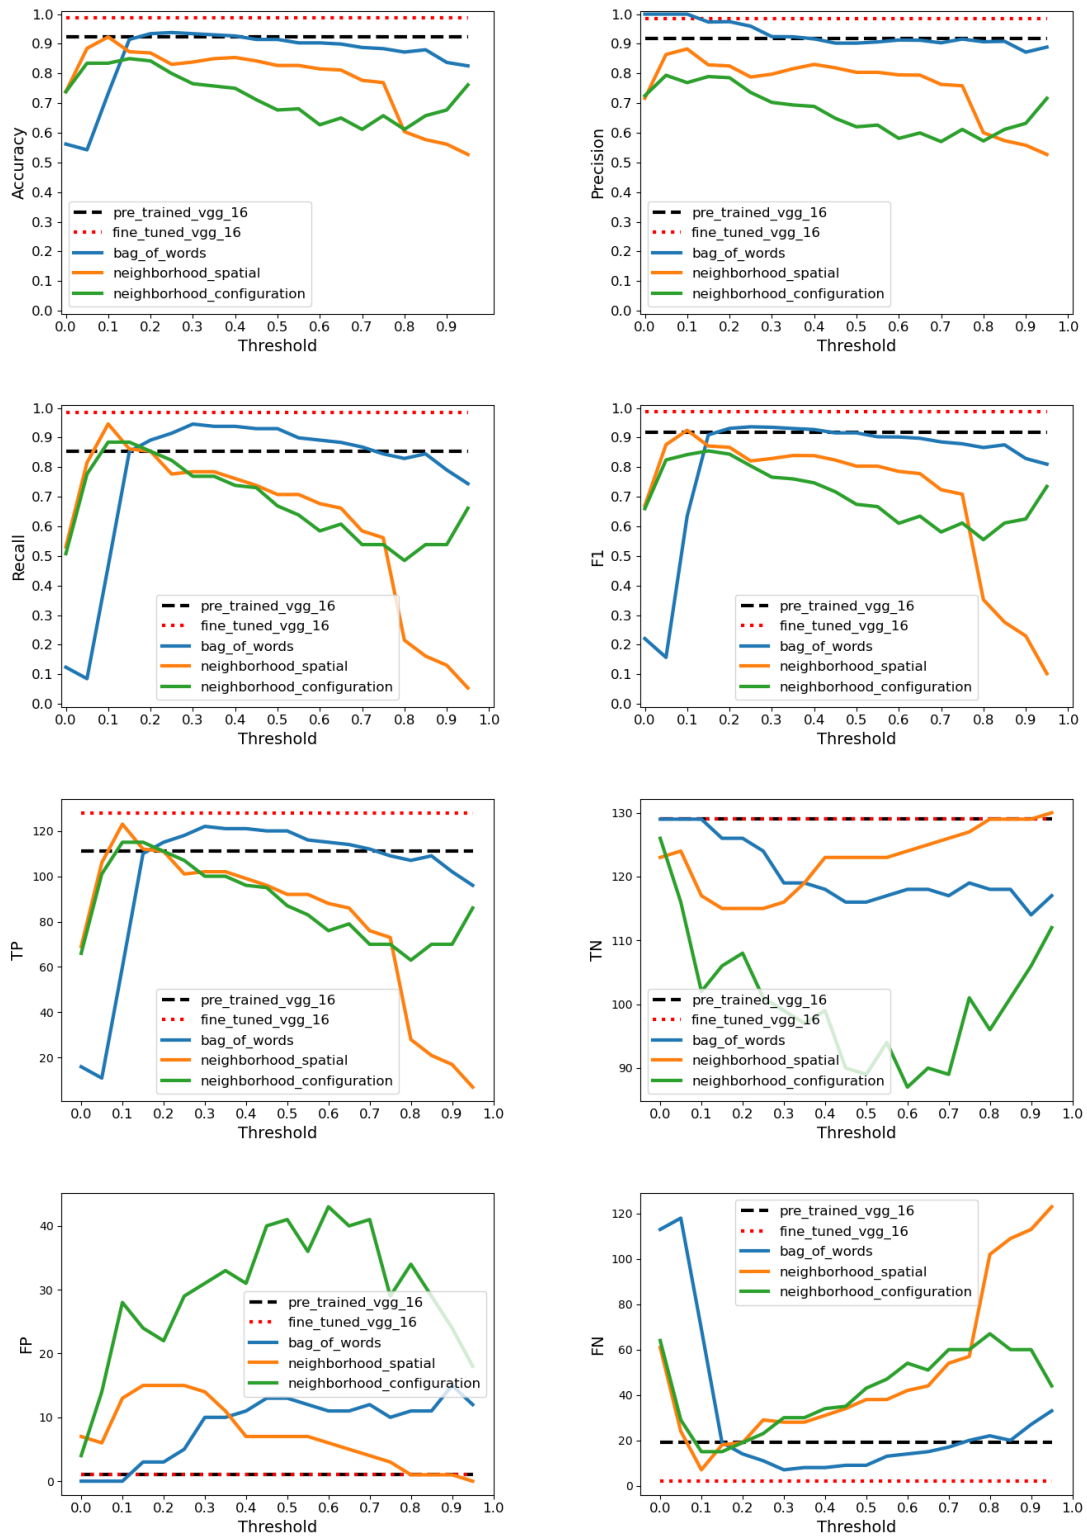 1.0
0.9
0.8
0.7
0.6
0.5
0.4
0.3
0.2
0.1
0.0
Accuracy
pre_trained_vgg_16
fine_tuned_vgg_16
bag_of_words
neighborhood_spatial
neighborhood_configuration
0.0 0.1 0.2 0.3 0.4 0.5 0.6 0.7 0.8 0.9
Threshold
1.0
0.9
0.8
0.7
0.6
0.5
0.4
0.3
0.2
0.1
0.0
Precision
pre_trained_vgg_16
fine_tuned_vgg_16
bag_of_words
neighborhood_spatial
neighborhood_configuration
0.0 0.1 0.2 0.3 0.4 0.5 0.6 0.7 0.8 0.9 1.0
Threshold
1.0
0.9
0.8
0.7
0.6
0.5
0.4
0.3
0.2
0.1
0.0
Recall
pre_trained_vgg_16
fine_tuned_vgg_16
bag_of_words
neighborhood_spatial
neighborhood_configuration
0.0 0.1 0.2 0.3 0.4 0.5 0.6 0.7 0.8 0.9 1.0
Threshold
1.0
0.9
0.8
0.7
0.6
0.5
0.4
0.3
0.2
0.1
0.0
F1
pre_trained_vgg_16
fine_tuned_vgg_16
bag_of_words
neighborhood_spatial
neighborhood_configuration
0.0 0.1 0.2 0.3 0.4 0.5 0.6 0.7 0.8 0.9 1.0
Threshold
120
100
80
60
40
20
TP
pre_trained_vgg_16
fine_tuned_vgg_16
bag_of_words
neighborhood_spatial
neighborhood_configuration
0.0 0.1 0.2 0.3 0.4 0.5 0.6 0.7 0.8 0.9 1.0
Threshold
130
120
110
100
90
TN
pre_trained_vgg_16
fine_tuned_vgg_16
bag_of_words
neighborhood_spatial
neighborhood_configuration
0.0 0.1 0.2 0.3 0.4 0.5 0.6 0.7 0.8 0.9 1.0
Threshold
40
30
20
10
0
FP
pre_trained_vgg_16
fine_tuned_vgg_16
bag_of_words
neighborhood_spatial
neighborhood_configuration
0.0 0.1 0.2 0.3 0.4 0.5 0.6 0.7 0.8 0.9 1.0
Threshold
120
100
80
60
40
20
0
FN
pre_trained_vgg_16
fine_tuned_vgg_16
bag_of_words
neighborhood_spatial
neighborhood_configuration
0.0 0.1 0.2 0.3 0.4 0.5 0.6 0.7 0.8 0.9 1.0
Threshold